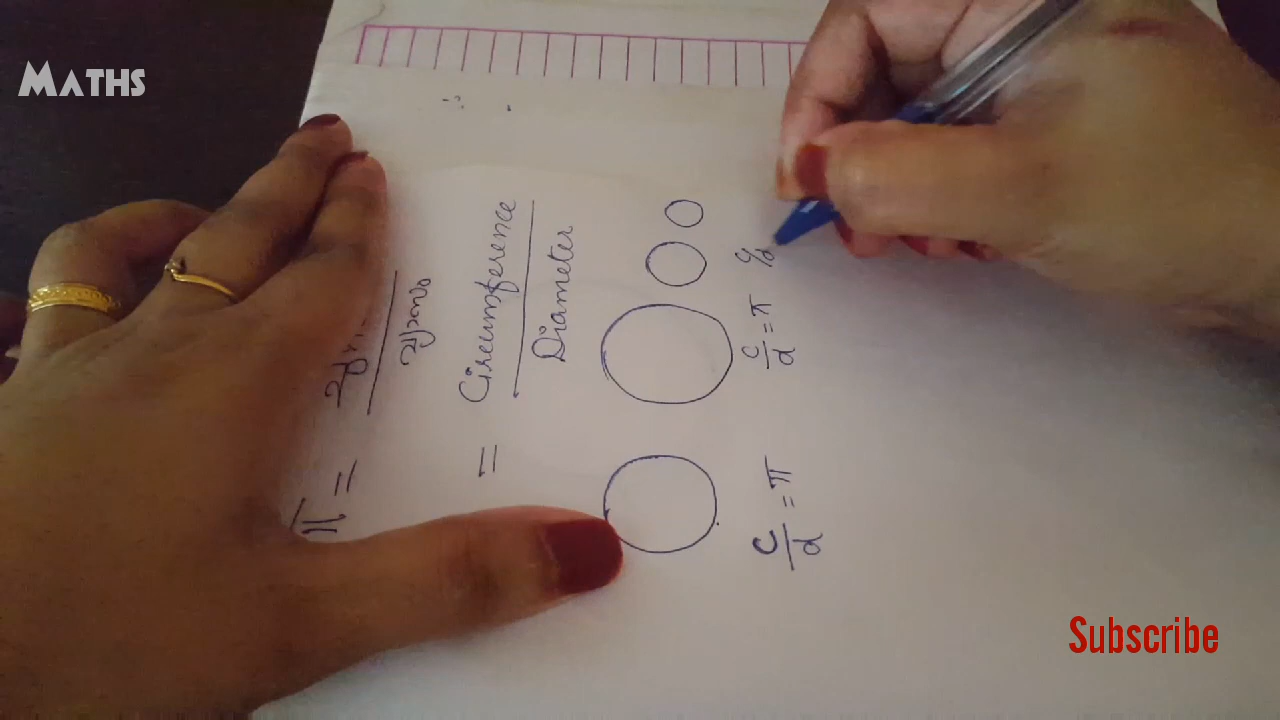 MATHS
π =
വ്യാസം
= Circumference
Diameter
c/d = π
c/d = π
c/d
Subscribe